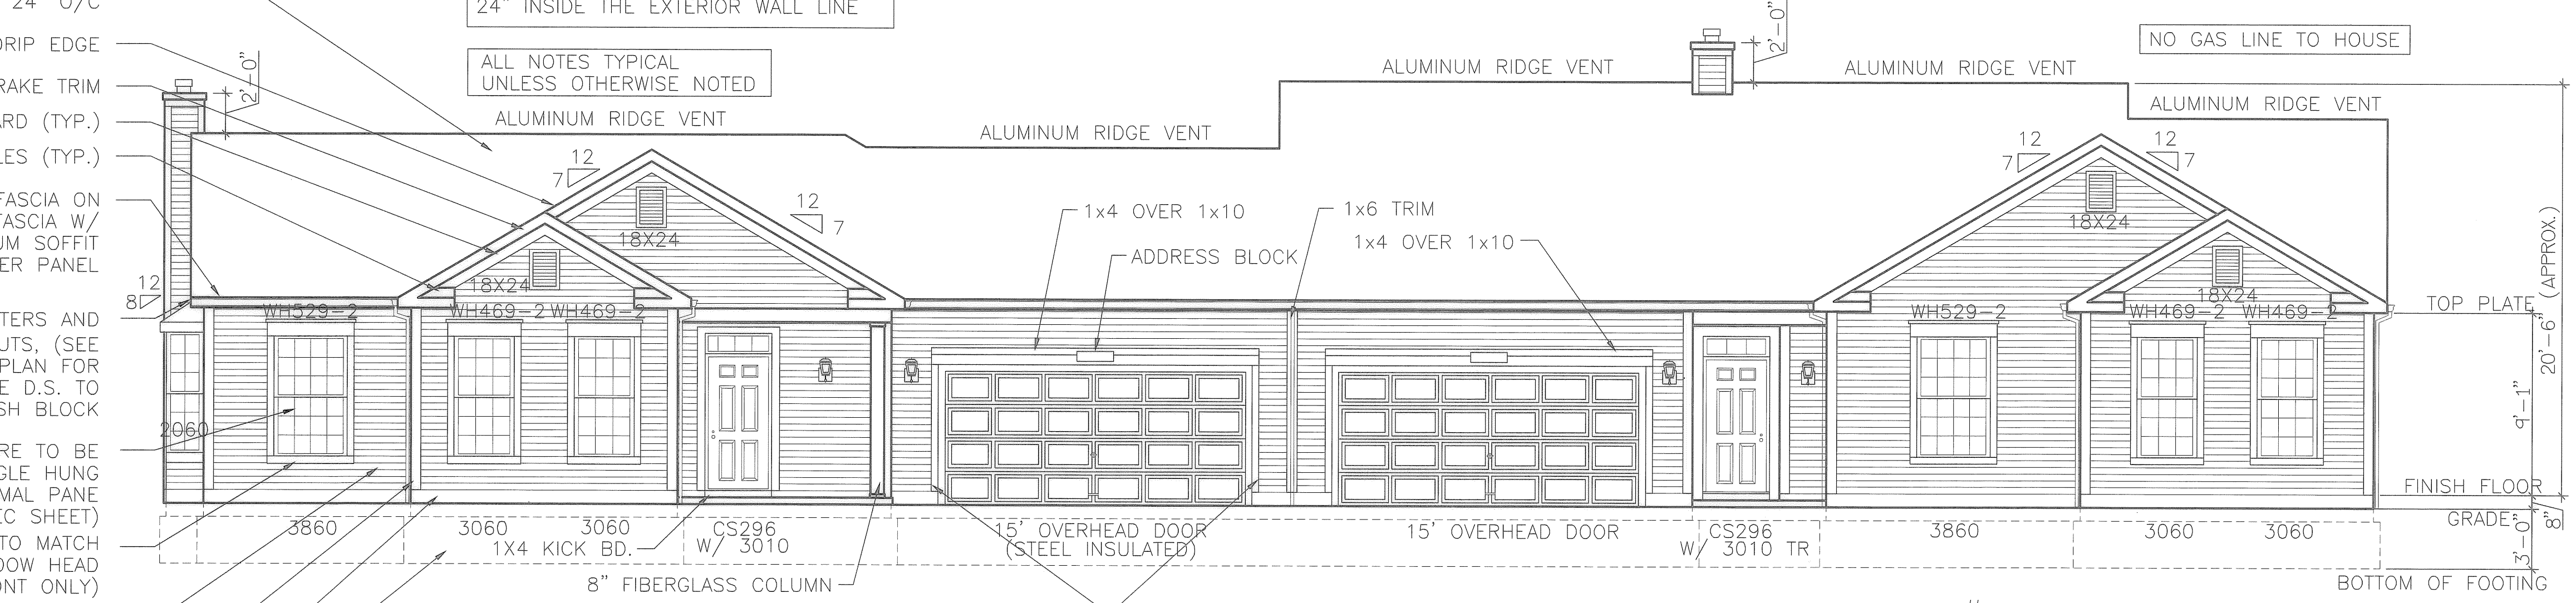 24" O/C
DRIP EDGE
RAKE TRIM
ARD (TYP.)
LES (TYP.)
FASCIA ON
FASCIA W/
UM SOFFIT
ER PANEL
12
8
TERS AND
UTS, (SEE
PLAN FOR
E D.S. TO
SH BLOCK
2060
RE TO BE
GLE HUNG
MAL PANE
EC SHEET)
TO MATCH
DOW HEAD
ONT ONLY)
24" INSIDE THE EXTERIOR WALL LINE
ALL NOTES TYPICAL
UNLESS OTHERWISE NOTED
2'-0"
ALUMINUM RIDGE VENT
ALUMINUM RIDGE VENT
ALUMINUM RIDGE VENT
2'-0"
ALUMINUM RIDGE VENT
NO GAS LINE TO HOUSE
ALUMINUM RIDGE VENT
12
7
12
7
12
7
12
7
18X24
18X24
18X24
18X24
1x4 OVER 1x10
ADDRESS BLOCK
1x6 TRIM
1x4 OVER 1x10
WH529-2
WH469-2
WH469-2
WH529-2
WH469-2
WH469-2
TOP PLATE
20'-6" (APPROX.)
9'-1"
FINISH FLOOR
8"
GRADE
3'-0"
BOTTOM OF FOOTING
3860
3060
3060
1X4 KICK BD.
CS296
W/ 3010
8" FIBERGLASS COLUMN
15' OVERHEAD DOOR
(STEEL INSULATED)
15' OVERHEAD DOOR
CS296
W/ 3010 TR
3860
3060
3060